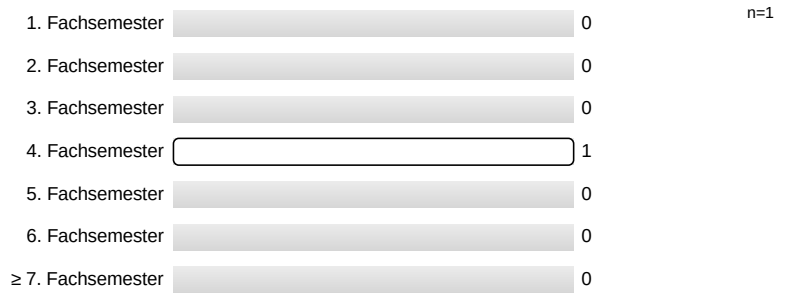 1. Fachsemester 0
n=1
2. Fachsemester 0
3. Fachsemester 0
4. Fachsemester 1
5. Fachsemester 0
6. Fachsemester 0
≥ 7. Fachsemester 0